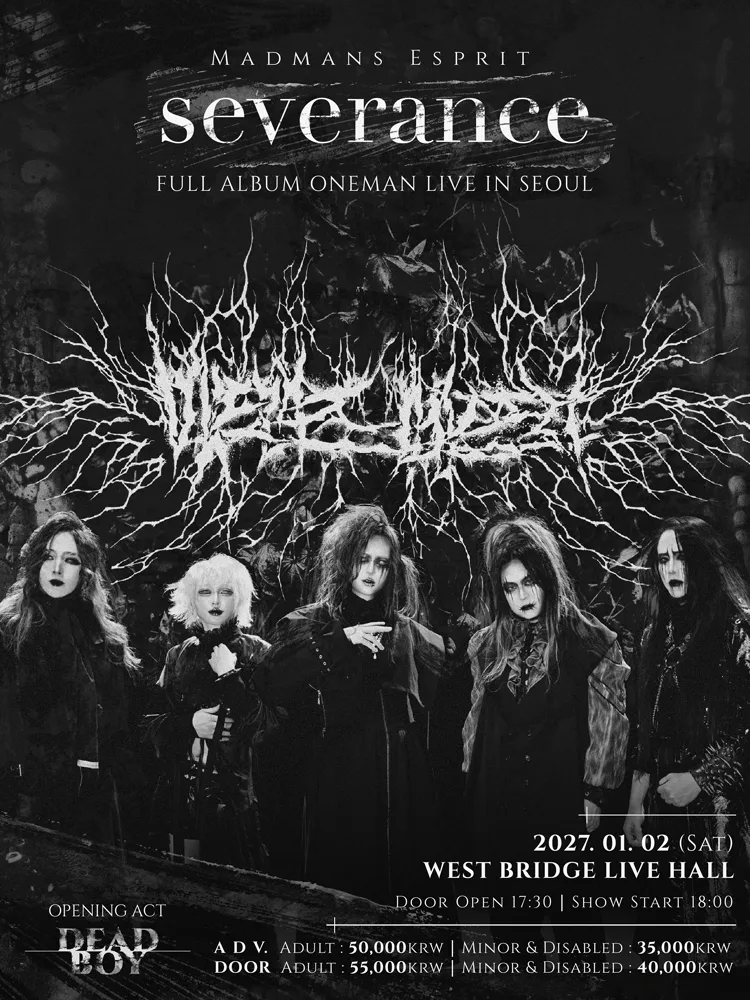 MADMANS ESPRIT
severance
FULL ALBUM ONEMAN LIVE IN SEOUL
2027. 01. 02 (SAT)
WEST BRIDGE LIVE HALL
DOOR OPEN 17:30 | SHOW START 18:00
OPENING ACT
DEAD
BOY
A D V. ADULT : 50,000KRW | MINOR & DISABLED : 35,000KRW
DOOR ADULT : 55,000KRW | MINOR & DISABLED : 40,000KRW